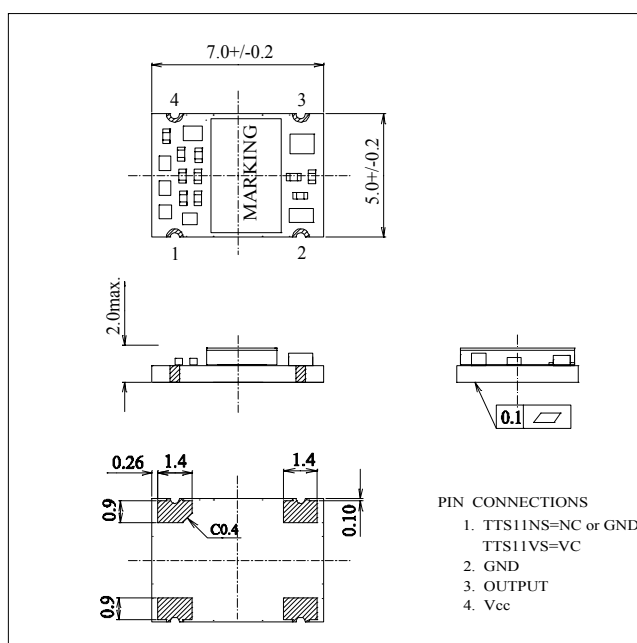 7.0+/-0.2
4
3
MARKING
5.0+/-0.2
1
2
2.0max.
0.1
0.26
1.4
1.4
0.9
C0.4
0.10
0.9
PIN CONNECTIONS
1. TTS11NS=NC or GND
TTS11VS=VC
2. GND
3. OUTPUT
4. Vcc